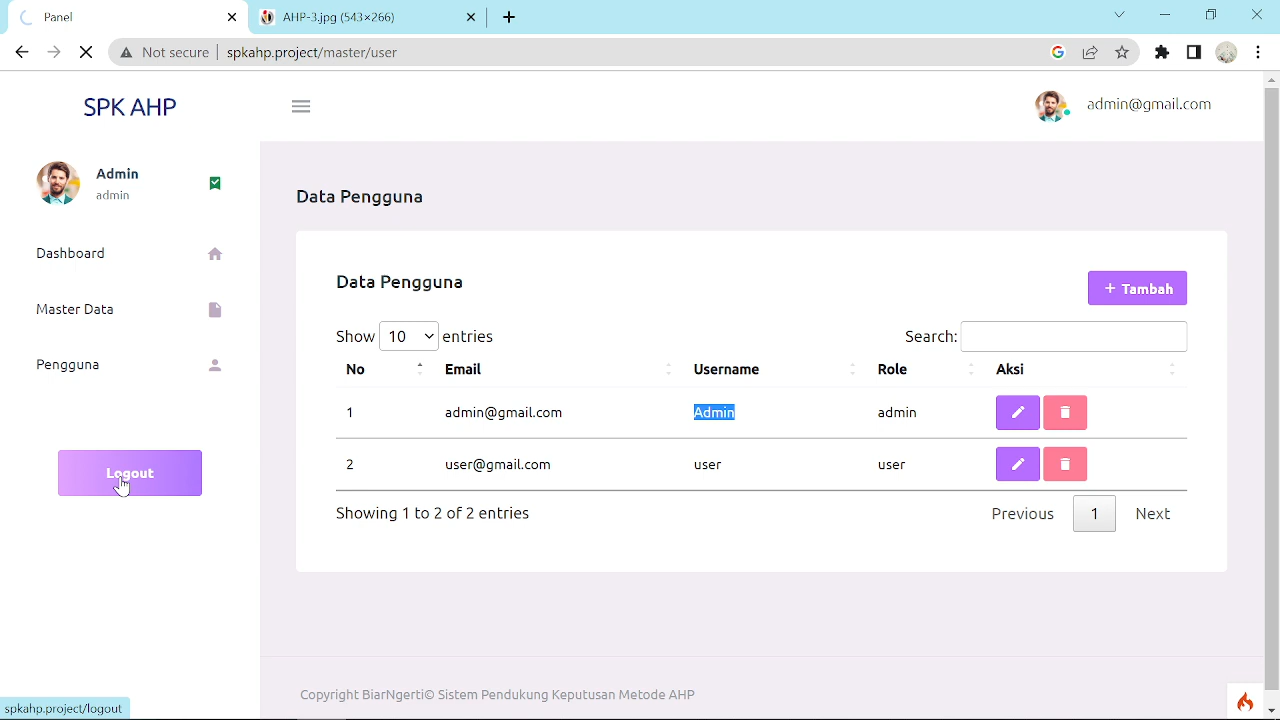 Panel
AHP-3.jpg (543×266)
Not secure
spkahp.project/master/user
SPK AHP
admin@gmail.com
Admin
admin
Dashboard
Master Data
Pengguna
Logout
Data Pengguna
Data Pengguna
+ Tambah
Show 10 entries
Search:
No Email Username Role Aksi
1 admin@gmail.com Admin admin
2 user@gmail.com user user
Showing 1 to 2 of 2 entries
Previous 1 Next
Copyright BiarNgerti© Sistem Pendukung Keputusan Metode AHP
spkahp.project/logout